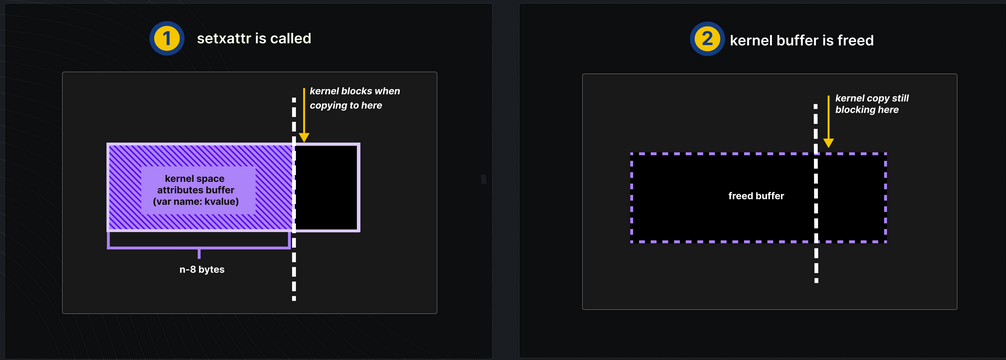 1 setxattr is called
kernel blocks when
copying to here
kernel space
attributes buffer
(var name: kvalue)
n-8 bytes
2 kernel buffer is freed
kernel copy still
blocking here
freed buffer